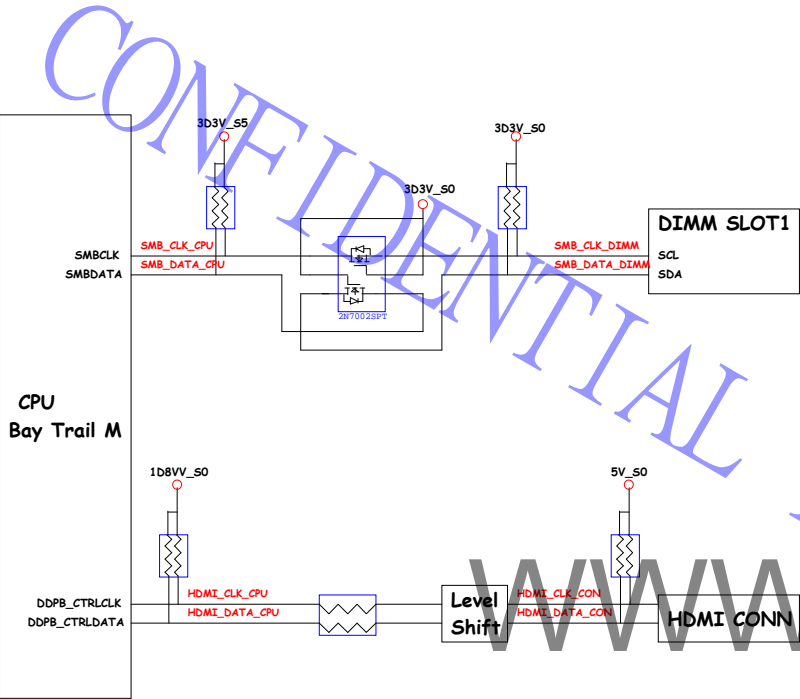 CONFIDENTIAL
3D3V_S5
3D3V_S0
3D3V_S0
DIMM SLOT1
SMBCLK
SMB_CLK_CPU
SMB_CLK_DIMM
SCL
SMBDATA
SMB_DATA_CPU
SMB_DATA_DIMM
SDA
2N7002SPT
CPU
Bay Trail M
1D8VV_S0
5V_S0
DDPB_CTRLCLK
HDMI_CLK_CPU
Level
Shift
HDMI_CLK_CON
DDPB_CTRLDATA
HDMI_DATA_CPU
HDMI_DATA_CON
HDMI CONN
WWW